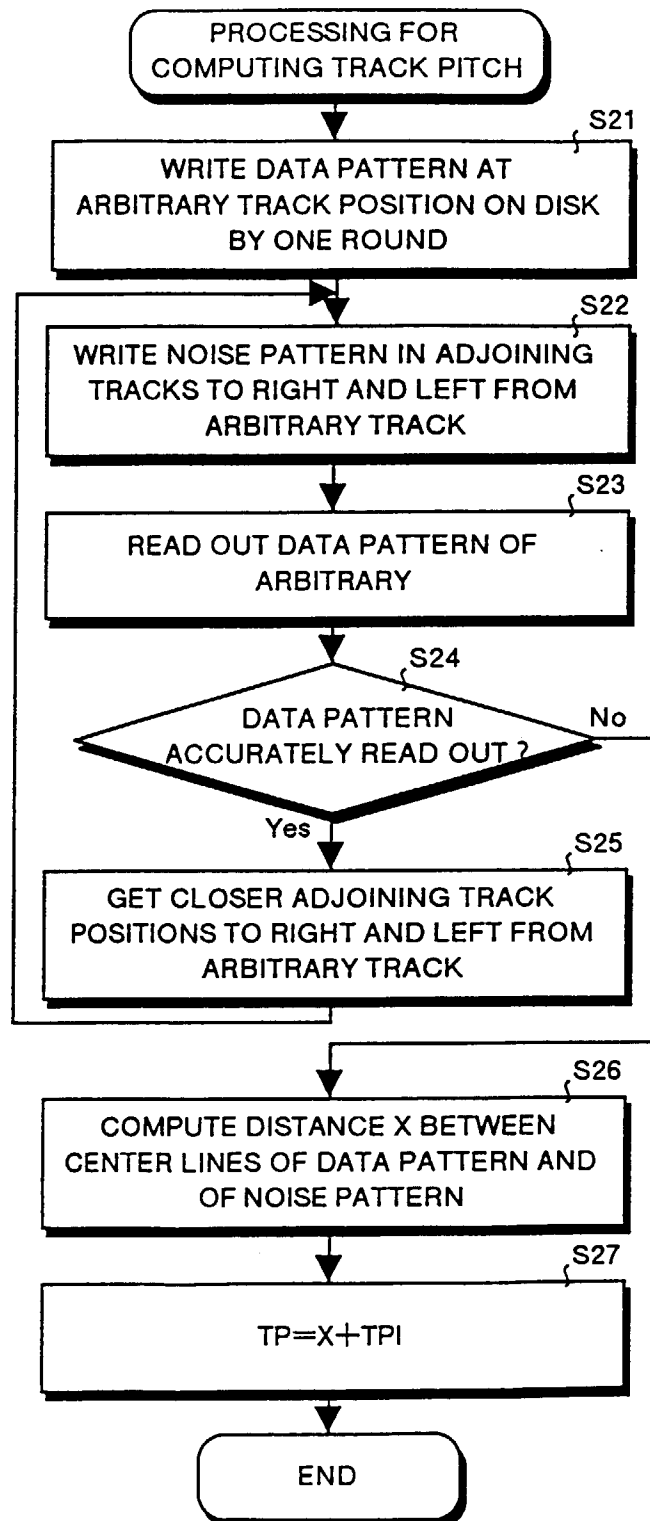 PROCESSING FOR
COMPUTING TRACK PITCH
S21
WRITE DATA PATTERN AT
ARBITRARY TRACK POSITION ON DISK
BY ONE ROUND
S22
WRITE NOISE PATTERN IN ADJOINING
TRACKS TO RIGHT AND LEFT FROM
ARBITRARY TRACK
S23
READ OUT DATA PATTERN OF
ARBITRARY
S24
DATA PATTERN
ACCURATELY READ OUT ?
No
Yes
S25
GET CLOSER ADJOINING TRACK
POSITIONS TO RIGHT AND LEFT FROM
ARBITRARY TRACK
S26
COMPUTE DISTANCE X BETWEEN
CENTER LINES OF DATA PATTERN AND
OF NOISE PATTERN
S27
TP=X+TPI
END